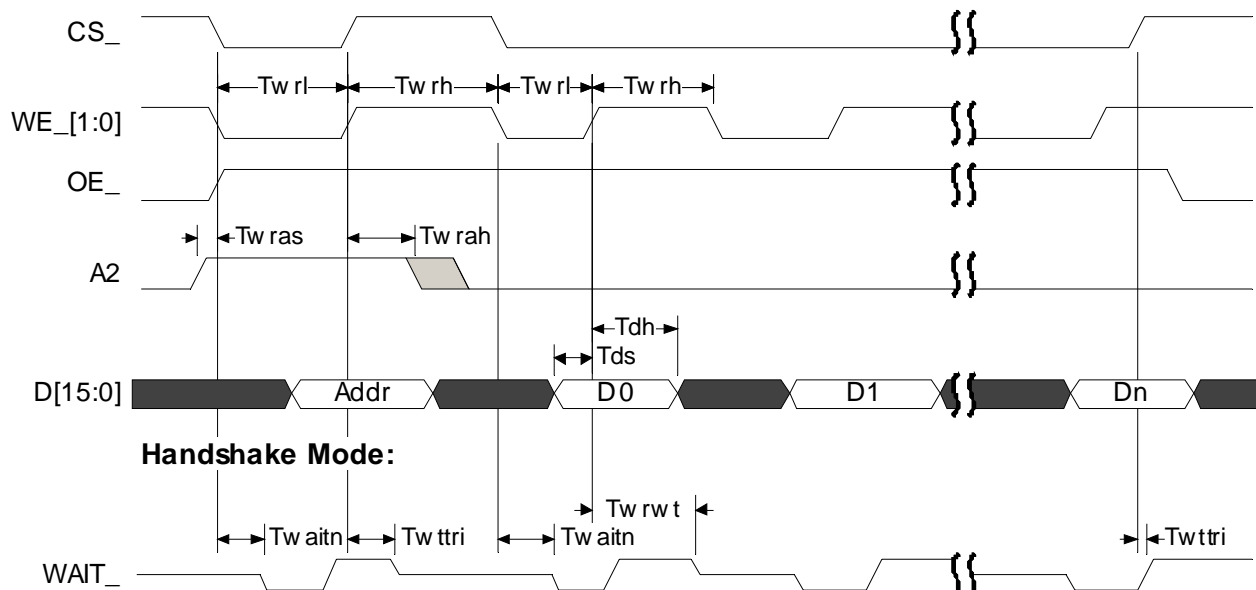 CS_
Tw rl Tw rh Tw rl Tw rh
WE_[1:0]
OE_
Tw ras Tw rah
A2
Tdh
Tds
D[15:0] Addr D0 D1 Dn
Handshake Mode:
Tw rw t
Tw aitn Tw ttri Tw aitn Tw ttri
WAIT_